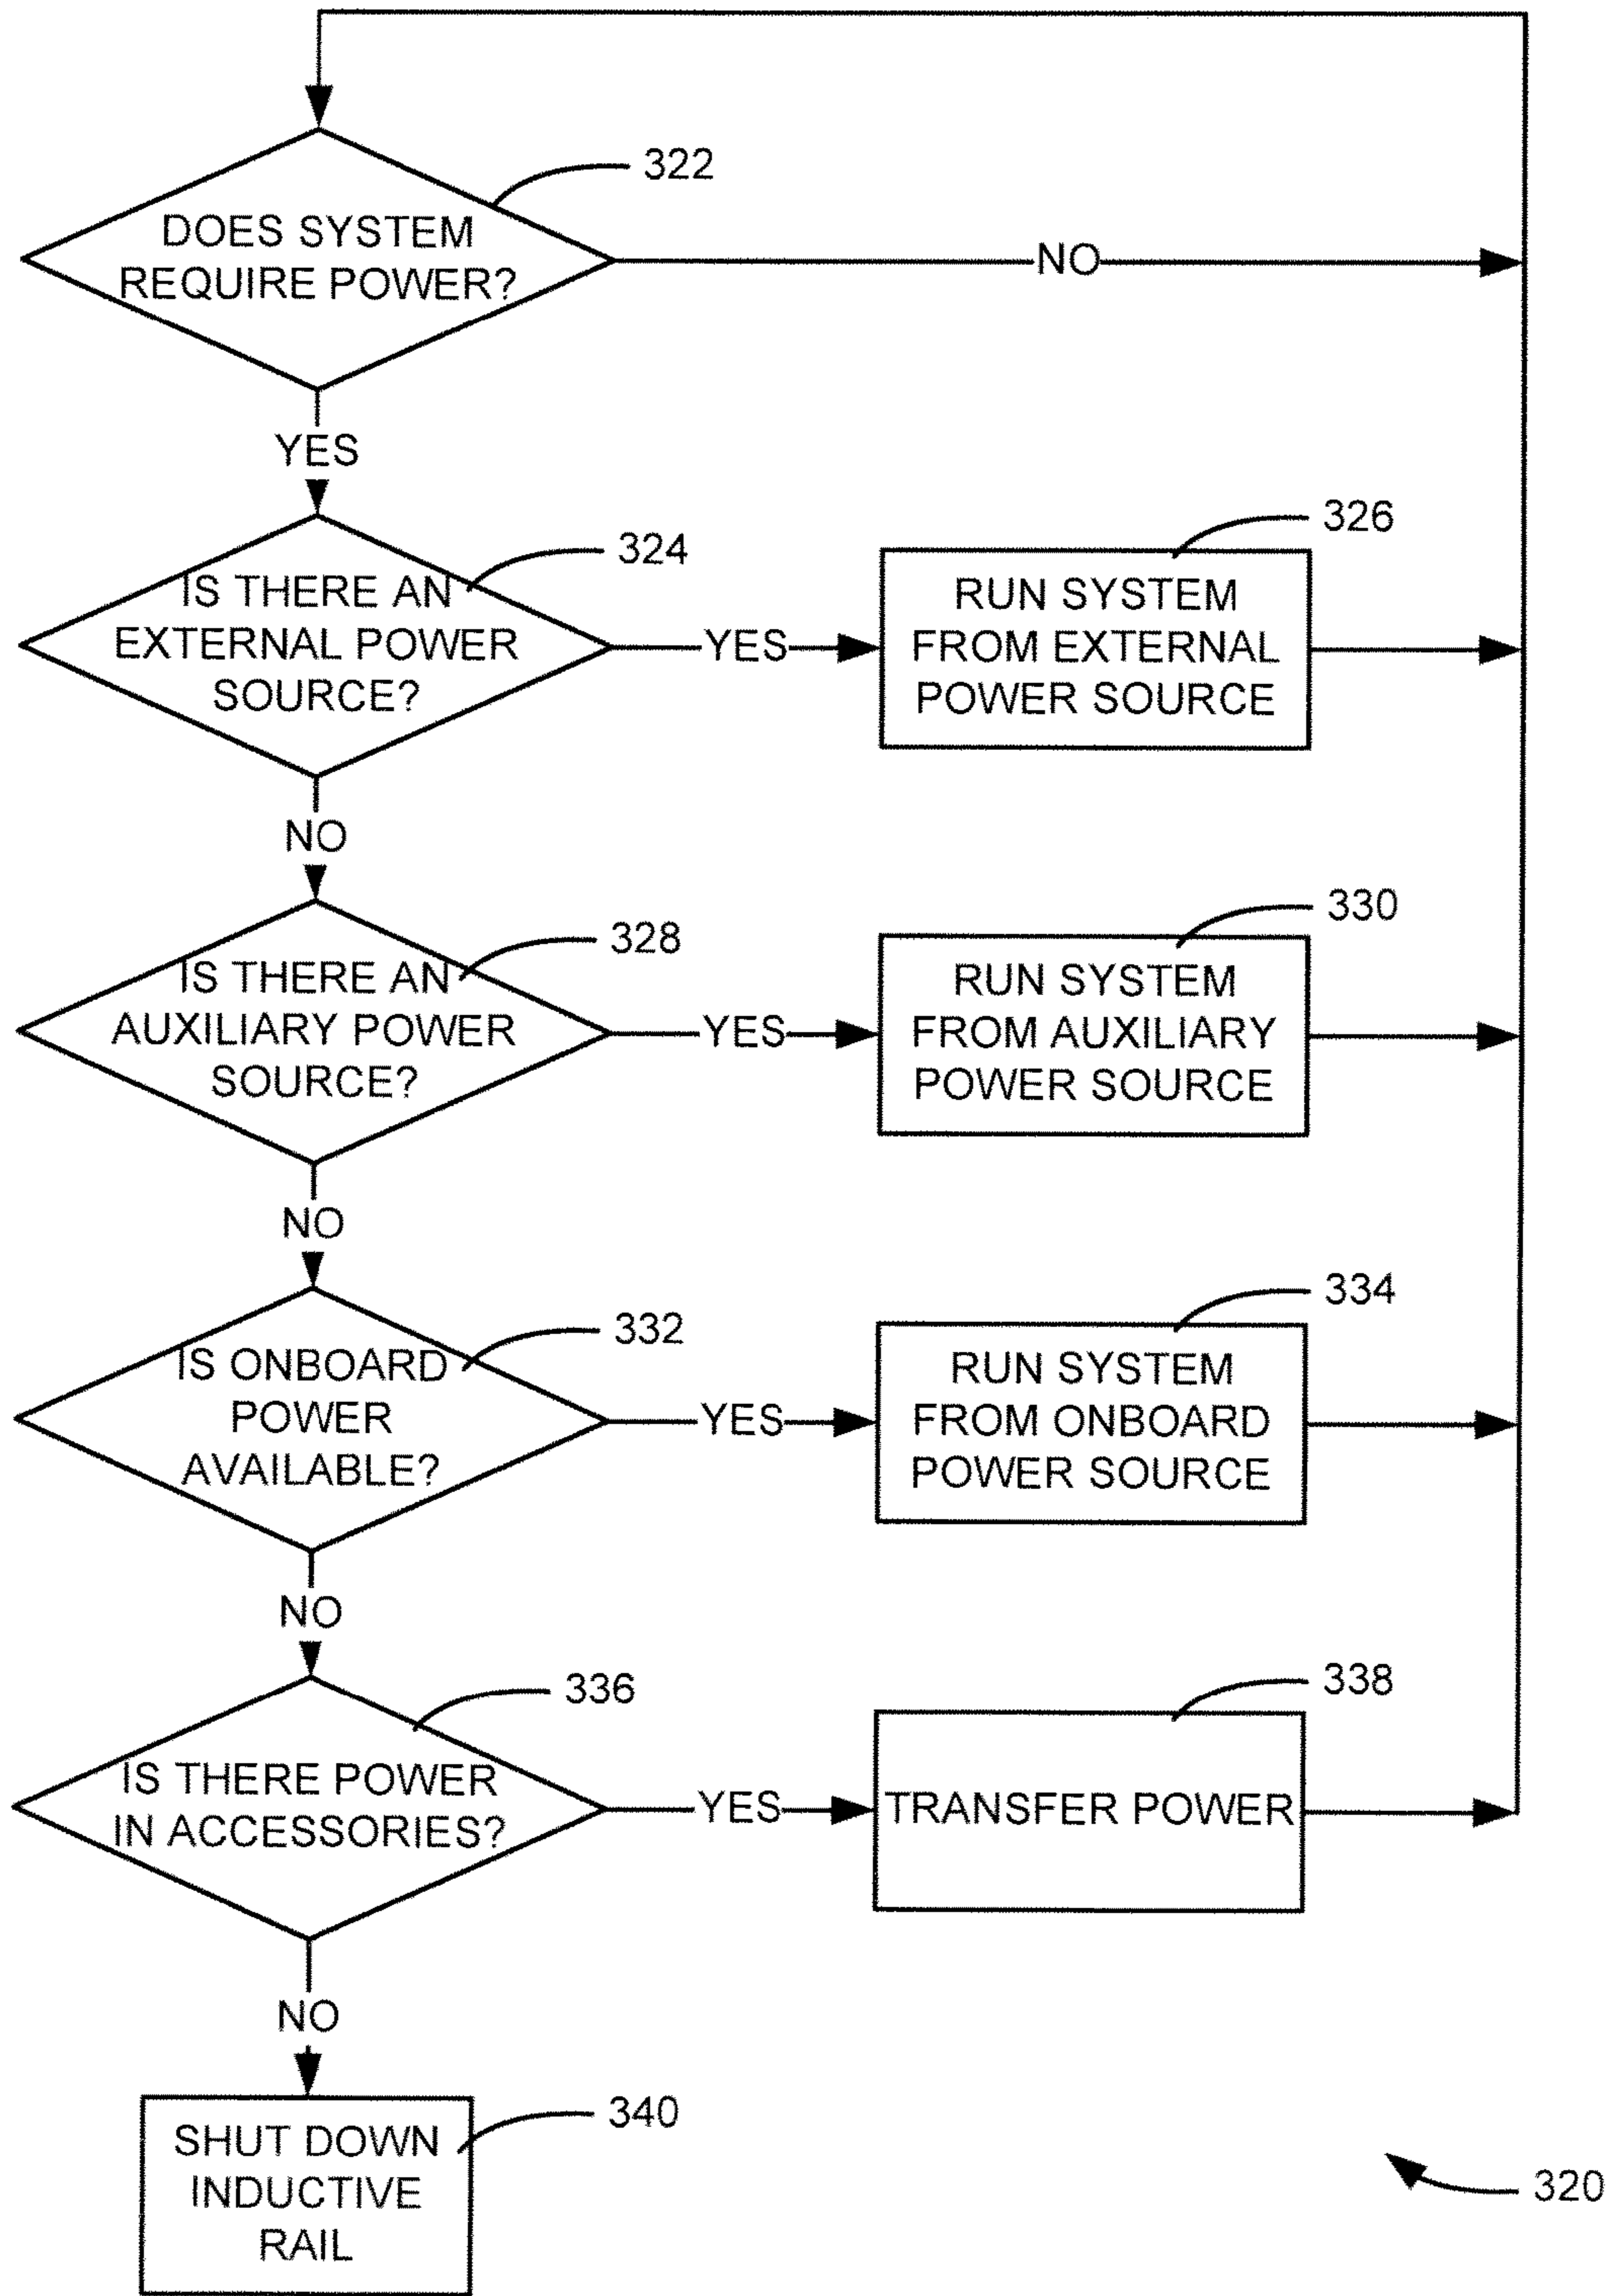 322
DOES SYSTEM
REQUIRE POWER?
NO
YES
324
IS THERE AN
EXTERNAL POWER
SOURCE?
YES
326
RUN SYSTEM
FROM EXTERNAL
POWER SOURCE
NO
328
IS THERE AN
AUXILIARY POWER
SOURCE?
YES
330
RUN SYSTEM
FROM AUXILIARY
POWER SOURCE
NO
332
IS ONBOARD
POWER
AVAILABLE?
YES
334
RUN SYSTEM
FROM ONBOARD
POWER SOURCE
NO
336
IS THERE POWER
IN ACCESSORIES?
YES
338
TRANSFER POWER
NO
340
SHUT DOWN
INDUCTIVE
RAIL
320